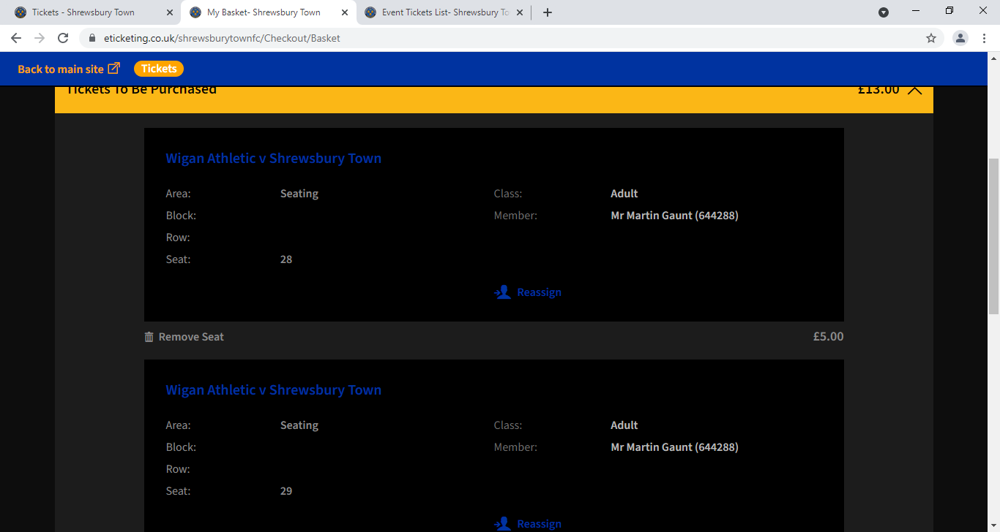 Tickets - Shrewsbury Town
My Basket- Shrewsbury Town
Event Tickets List- Shrewsbury To
eticketing.co.uk/shrewsburytownfc/Checkout/Basket
Back to main site
Tickets
Tickets To Be Purchased £13.00
Wigan Athletic v Shrewsbury Town
Area: Seating Class: Adult
Block: Member: Mr Martin Gaunt (644288)
Row:
Seat: 28
Reassign
Remove Seat £5.00
Wigan Athletic v Shrewsbury Town
Area: Seating Class: Adult
Block: Member: Mr Martin Gaunt (644288)
Row:
Seat: 29
Reassign